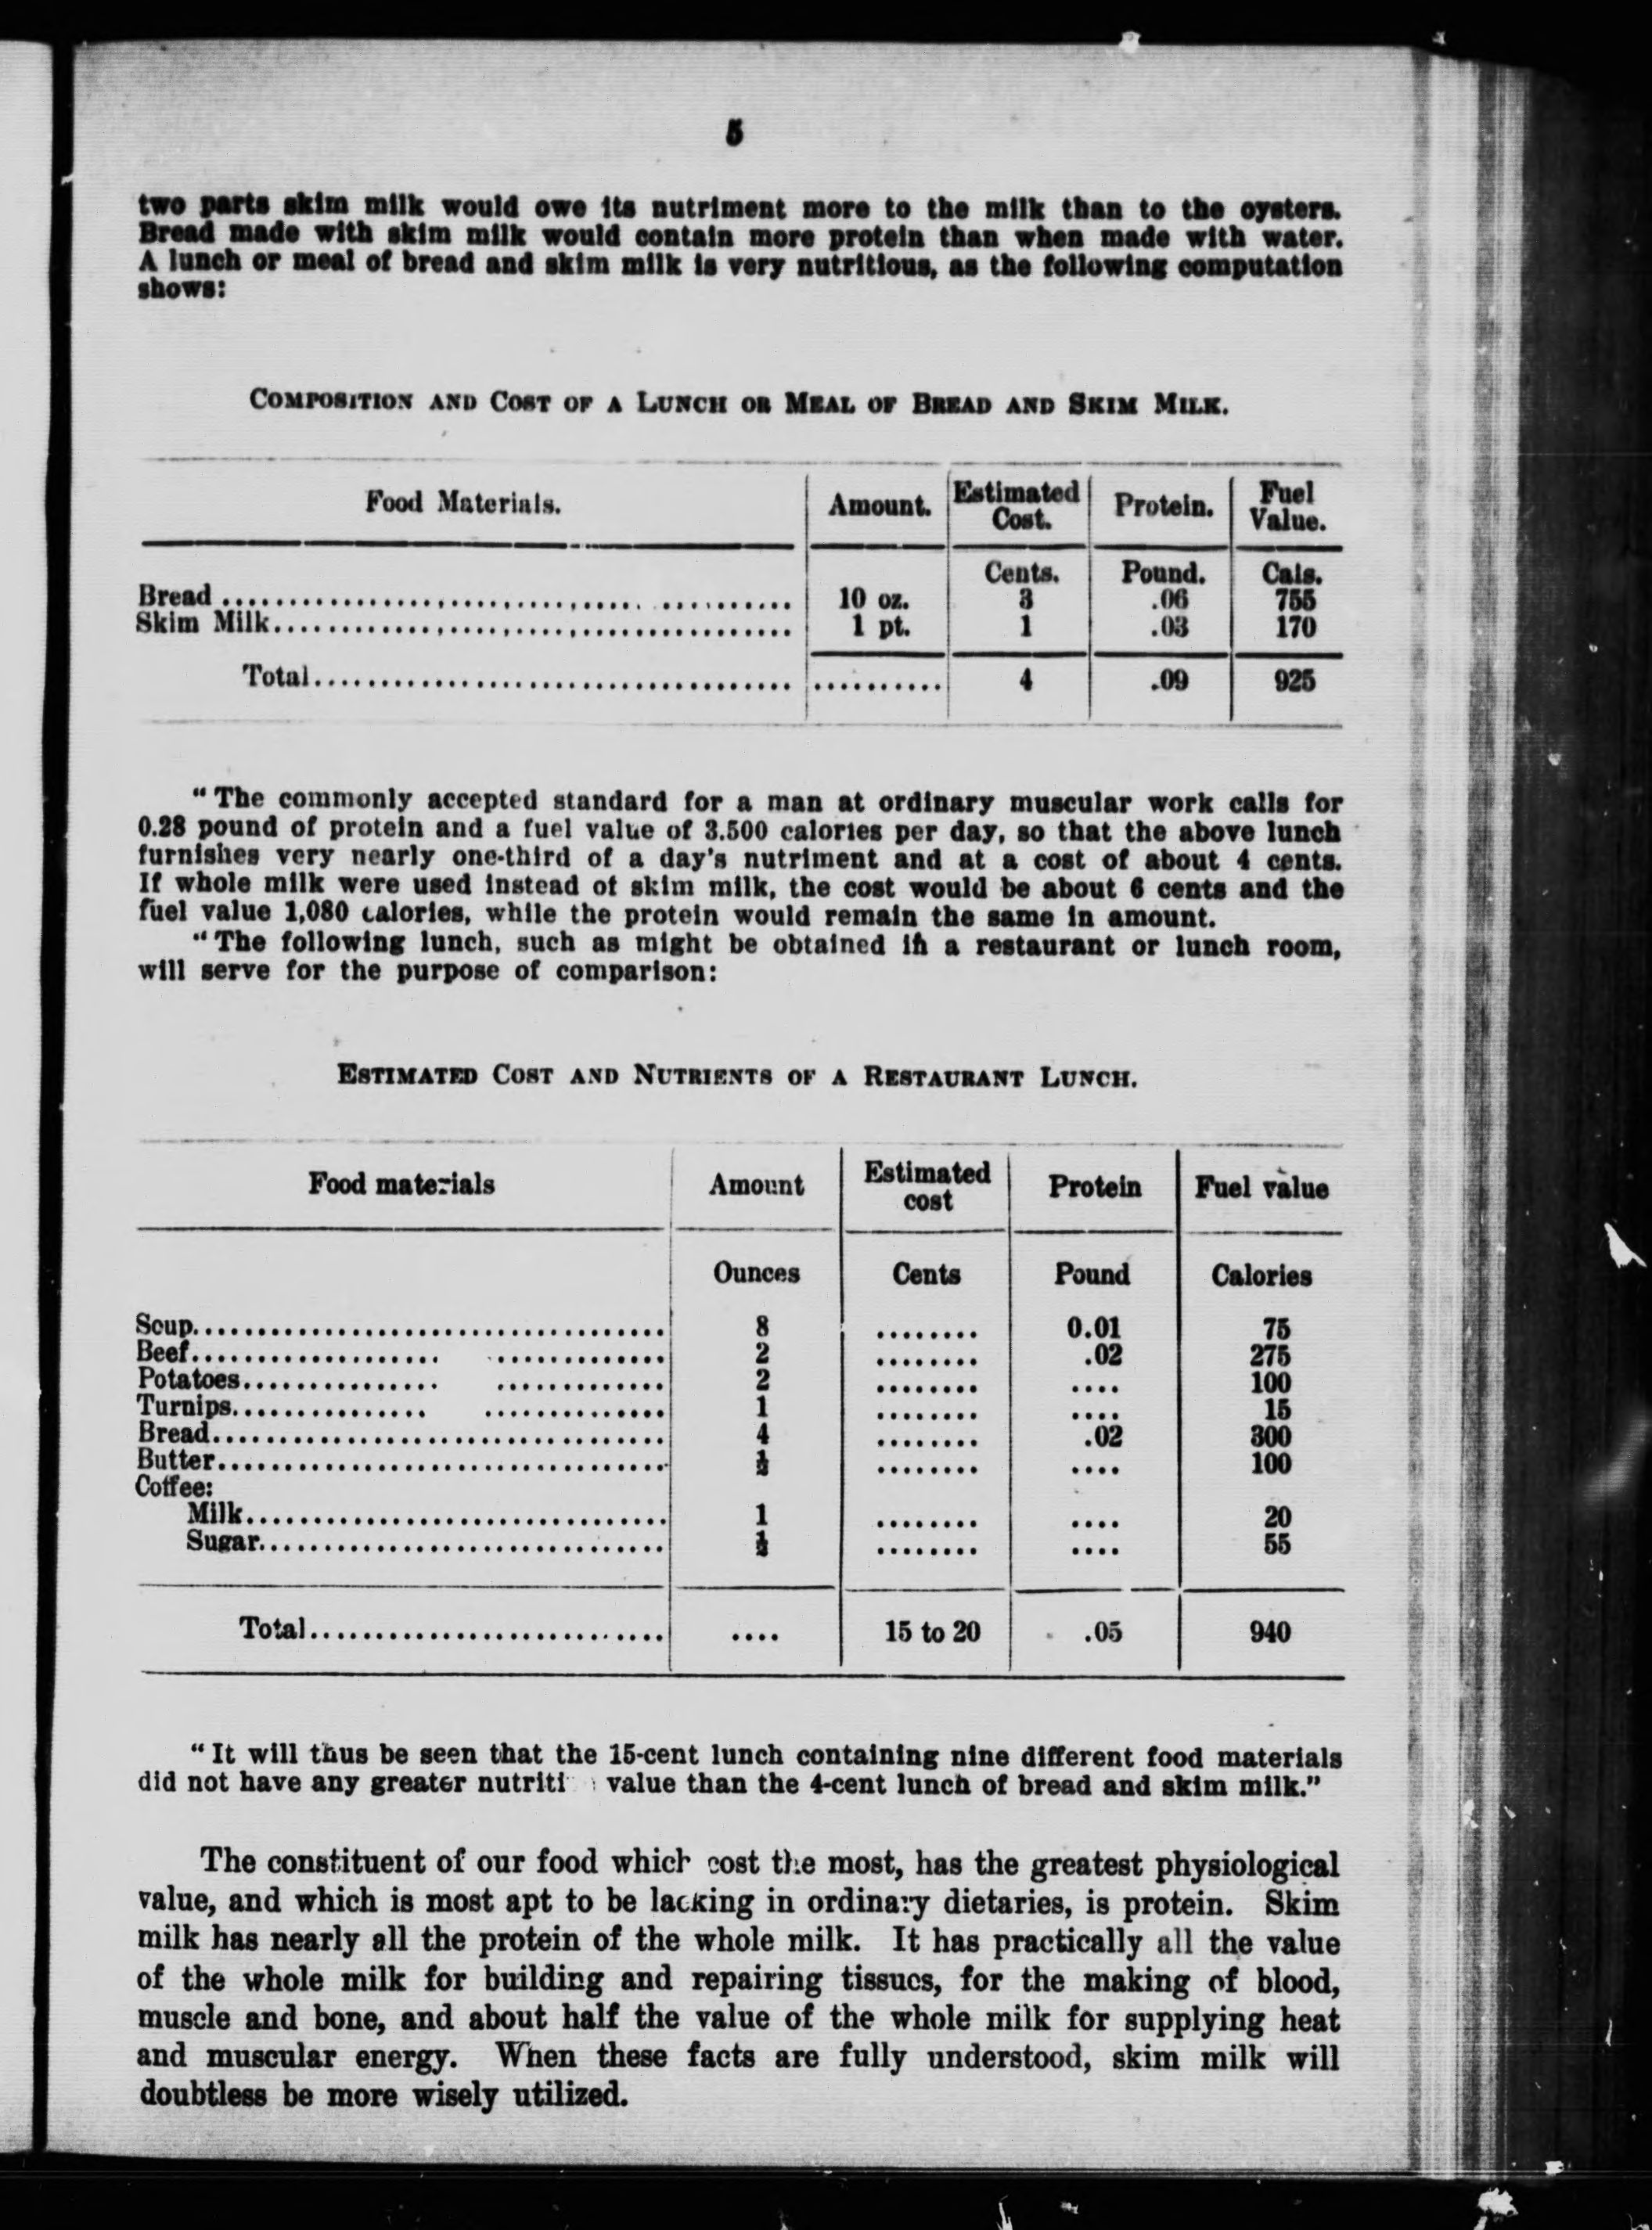 5
two parts skim milk would owe its nutriment more to the milk than to the oysters.
Bread made with skim milk would contain more protein than when made with water.
A lunch or meal of bread and skim milk is very nutritious, as the following computation
shows:
COMPOSITION AND COST OF A LUNCH OR MEAL OF BREAD AND SKIM MILK.
Food Materials. Amount. Estimated Cost. Protein. Fuel Value.
Cents. Pound. Cals.
Bread 10 oz. 3 .06 755
Skim Milk 1 pt. 1 .03 170
Total 4 .09 925
"The commonly accepted standard for a man at ordinary muscular work calls for
0.28 pound of protein and a fuel value of 3.500 calories per day, so that the above lunch
furnishes very nearly one-third of a day's nutriment and at a cost of about 4 cents.
If whole milk were used instead of skim milk, the cost would be about 6 cents and the
fuel value 1,080 calories, while the protein would remain the same in amount.
"The following lunch, such as might be obtained in a restaurant or lunch room,
will serve for the purpose of comparison:
ESTIMATED COST AND NUTRIENTS OF A RESTAURANT LUNCH.
Food materials Amount Estimated cost Protein Fuel value
Ounces Cents Pound Calories
Soup 8 ........ 0.01 75
Beef 2 ........ .02 275
Potatoes 2 ........ .... 100
Turnips 1 ........ .... 15
Bread 4 ........ .02 300
Butter ½ ........ .... 100
Coffee:
Milk 1 ........ .... 20
Sugar ½ ........ .... 55
Total .... 15 to 20 .05 940
"It will thus be seen that the 15-cent lunch containing nine different food materials
did not have any greater value than the 4-cent lunch of bread and skim milk."
The constituent of our food which cost the most, has the greatest physiological
value, and which is most apt to be lacking in ordinary dietaries, is protein. Skim
milk has nearly all the protein of the whole milk. It has practically all the value
of the whole milk for building and repairing tissues, for the making of blood,
muscle and bone, and about half the value of the whole milk for supplying heat
and muscular energy. When these facts are fully understood, skim milk will
doubtless be more wisely utilized.